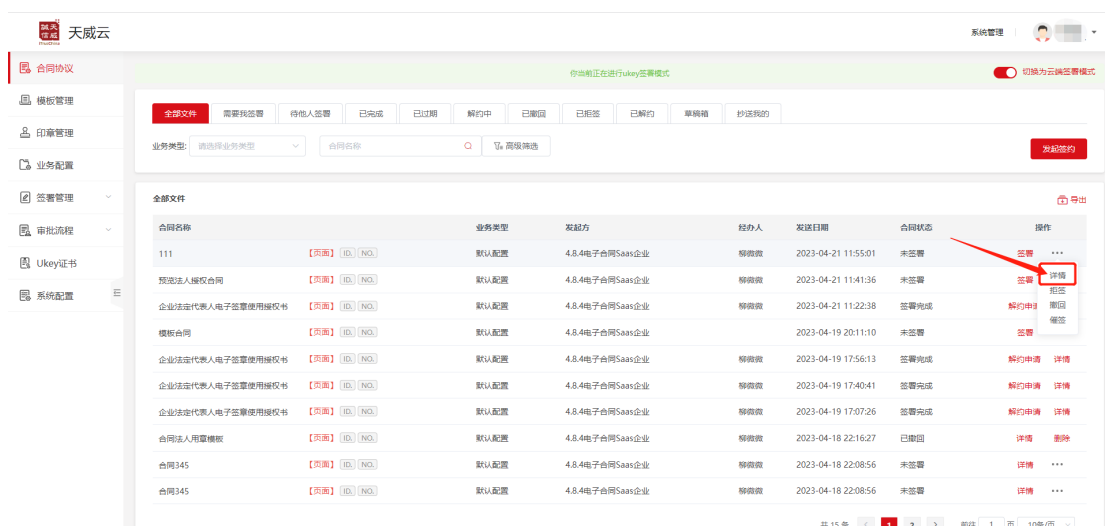 誠天
信威
天威云
系统管理
合同协议
模板管理
印章管理
业务配置
签署管理
审批流程
Ukey证书
系统配置
你当前正在进行ukey签署模式
切换为云端签署模式
全部文件 需要我签署 待他人签署 已完成 已过期 解约中 已撤回 已拒签 已解约 草稿箱 抄送我的
业务类型: 请选择业务类型 合同名称 高级筛选 发起签约
全部文件 导出
合同名称 业务类型 发起方 经办人 发送日期 合同状态 操作
111 【页面】 ID. NO. 默认配置 4.8.4电子合同Saas企业 柳微微 2023-04-21 11:55:01 未签署 签署 •••
详情
拒签
撤回
催签
预览法人授权合同 【页面】 ID. NO. 默认配置 4.8.4电子合同Saas企业 柳微微 2023-04-21 11:41:36 未签署 签署
企业法定代表人电子签章使用授权书 【页面】 ID. NO. 默认配置 4.8.4电子合同Saas企业 柳微微 2023-04-21 11:22:38 签署完成 解约申
模板合同 【页面】 ID. NO. 默认配置 4.8.4电子合同Saas企业 2023-04-19 20:11:10 未签署 签署
企业法定代表人电子签章使用授权书 【页面】 ID. NO. 默认配置 4.8.4电子合同Saas企业 柳微微 2023-04-19 17:56:13 签署完成 解约申请 详情
企业法定代表人电子签章使用授权书 【页面】 ID. NO. 默认配置 4.8.4电子合同Saas企业 柳微微 2023-04-19 17:40:41 签署完成 解约申请 详情
企业法定代表人电子签章使用授权书 【页面】 ID. NO. 默认配置 4.8.4电子合同Saas企业 柳微微 2023-04-19 17:07:26 签署完成 解约申请 详情
合同法人用章模板 【页面】 ID. NO. 默认配置 4.8.4电子合同Saas企业 柳微微 2023-04-18 22:16:27 已撤回 详情 删除
合同345 【页面】 ID. NO. 默认配置 4.8.4电子合同Saas企业 柳微微 2023-04-18 22:08:56 未签署 详情 •••
合同345 【页面】 ID. NO. 默认配置 4.8.4电子合同Saas企业 柳微微 2023-04-18 22:08:56 未签署 详情 •••
共 15 条 < 1 2 > 前往 1 页 10条/页